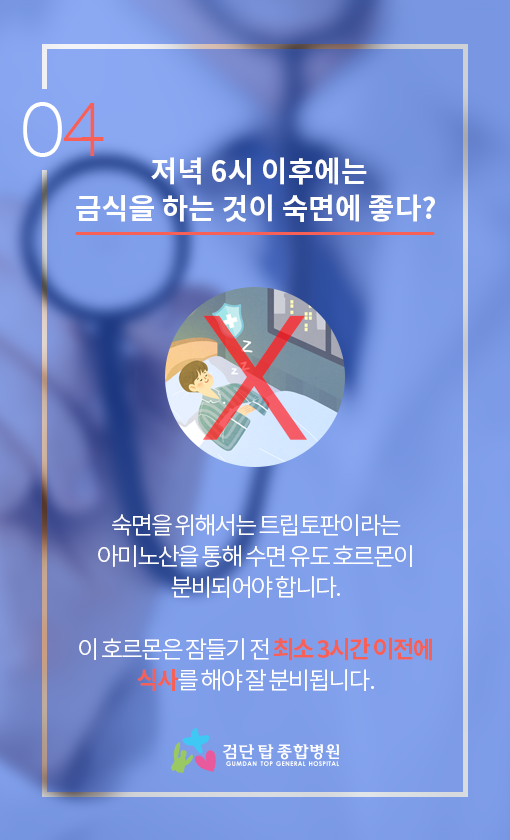 04
저녁 6시 이후에는
금식을 하는 것이 숙면에 좋다?
z
z
z
X
숙면을 위해서는 트립토판이라는
아미노산을 통해 수면 유도 호르몬이
분비되어야 합니다.
이 호르몬은 잠들기 전 최소 3시간 이전에
식사를 해야 잘 분비됩니다.
검단 탑 종합병원
GUMDAN TOP GENERAL HOSPITAL